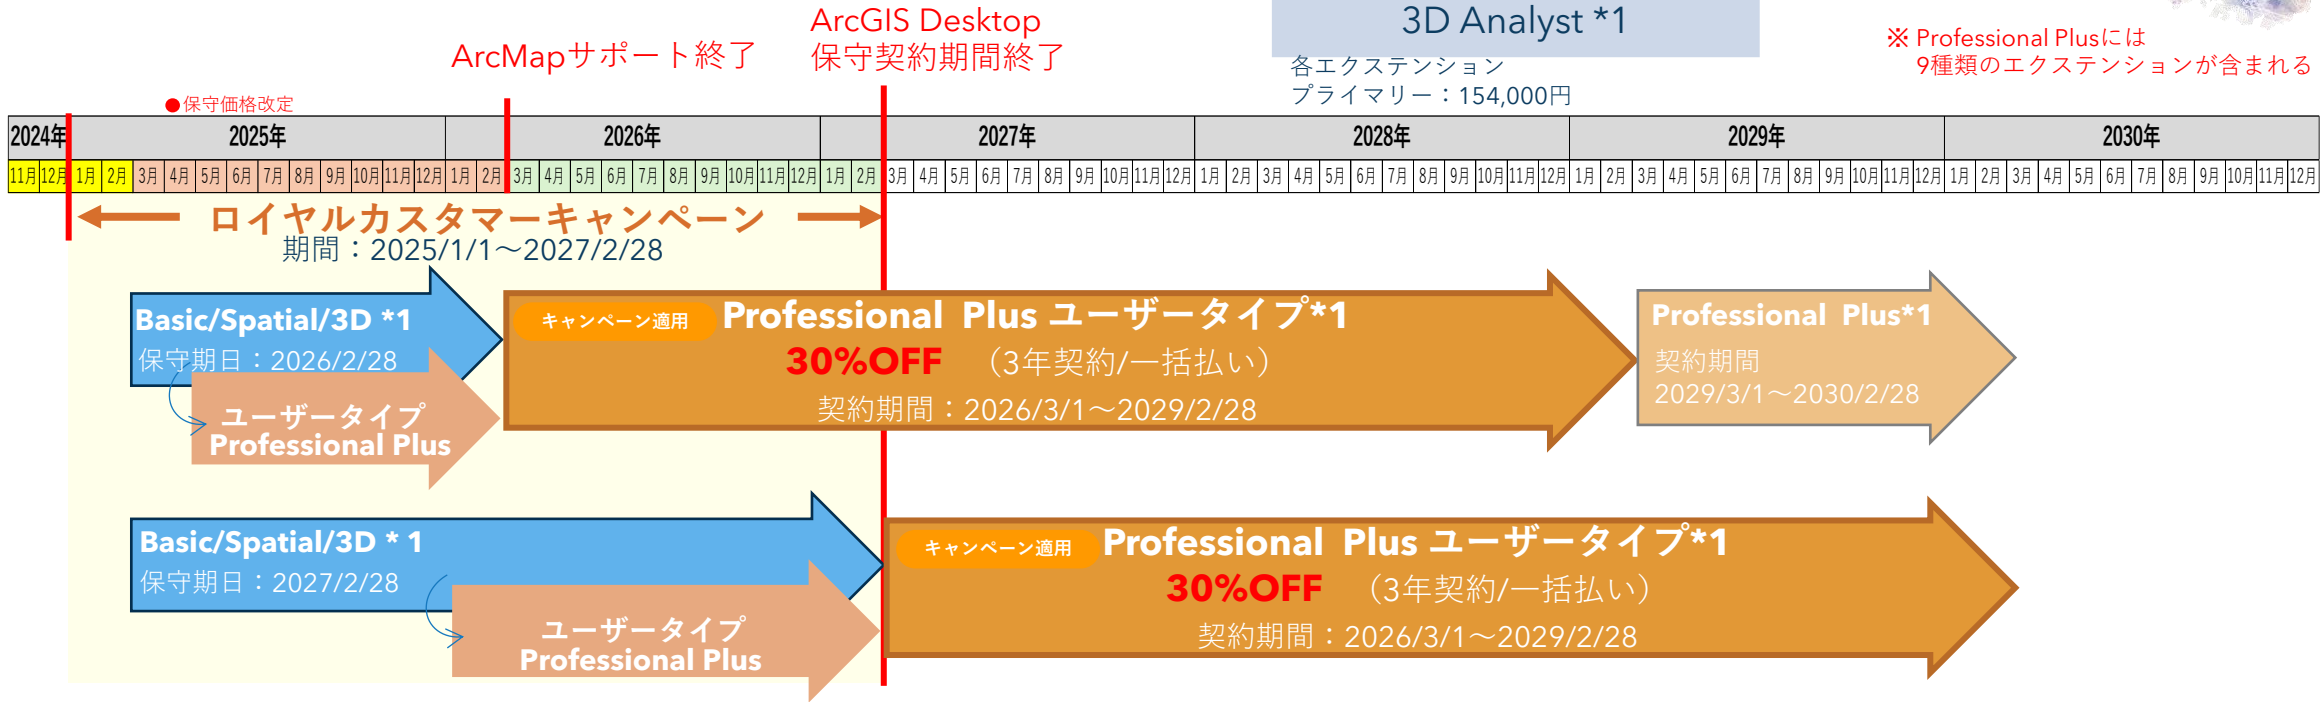 ArcMapサポート終了
ArcGIS Desktop
保守契約期間終了
3D Analyst *1
各エクステンション
プライマリー：154,000円
※ Professional Plusには
9種類のエクステンションが含まれる
●保守価格改定
2024年 2025年 2026年 2027年 2028年 2029年 2030年
11月 12月 1月 2月 3月 4月 5月 6月 7月 8月 9月 10月 11月 12月 1月 2月 3月 4月 5月 6月 7月 8月 9月 10月 11月 12月 1月 2月 3月 4月 5月 6月 7月 8月 9月 10月 11月 12月 1月 2月 3月 4月 5月 6月 7月 8月 9月 10月 11月 12月 1月 2月 3月 4月 5月 6月 7月 8月 9月 10月 11月 12月 1月 2月 3月 4月 5月 6月 7月 8月 9月 10月 11月 12月
ロイヤルカスタマーキャンペーン
期間：2025/1/1～2027/2/28
Basic/Spatial/3D *1
保守期日：2026/2/28
ユーザータイプ
Professional Plus
キャンペーン適用
Professional Plus ユーザータイプ*1
30%OFF （3年契約/一括払い）
契約期間：2026/3/1～2029/2/28
Professional Plus*1
契約期間
2029/3/1～2030/2/28
Basic/Spatial/3D * 1
保守期日：2027/2/28
ユーザータイプ
Professional Plus
キャンペーン適用
Professional Plus ユーザータイプ*1
30%OFF （3年契約/一括払い）
契約期間：2026/3/1～2029/2/28